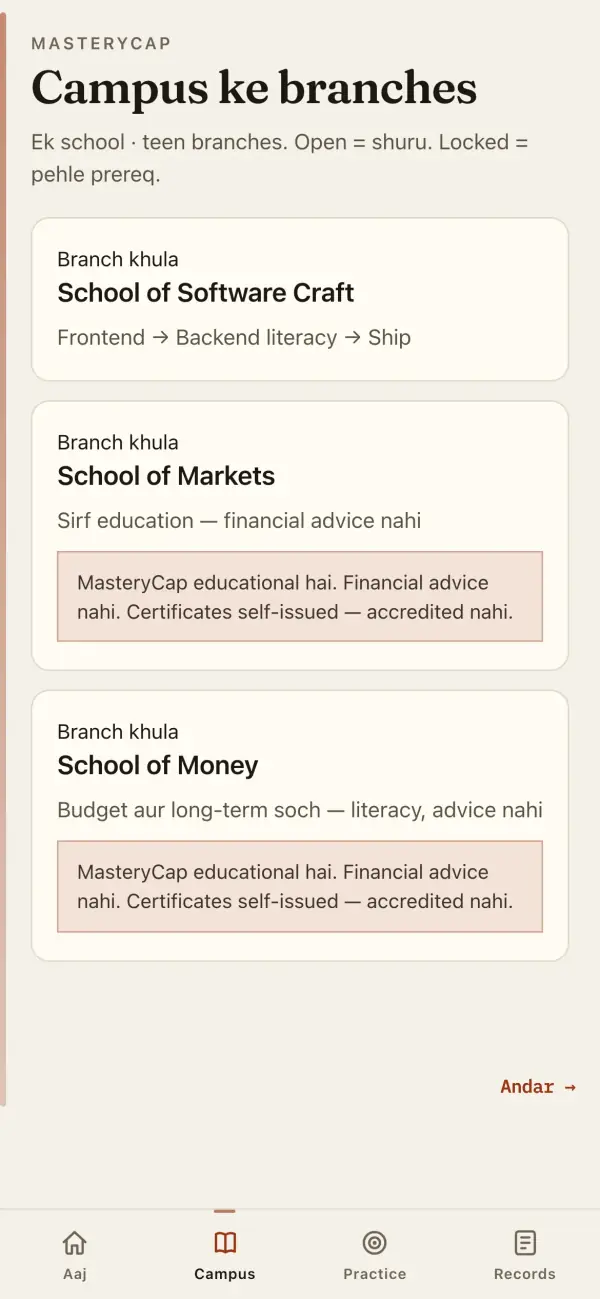 MASTERYCAP
Campus ke branches
Ek school · teen branches. Open = shuru. Locked =
pehle prereq.
Branch khula
School of Software Craft
Frontend → Backend literacy → Ship
Branch khula
School of Markets
Sirf education — financial advice nahi
MasteryCap educational hai. Financial advice
nahi. Certificates self-issued — accredited nahi.
Branch khula
School of Money
Budget aur long-term soch — literacy, advice nahi
MasteryCap educational hai. Financial advice
nahi. Certificates self-issued — accredited nahi.
Andar →
Aaj
Campus
Practice
Records